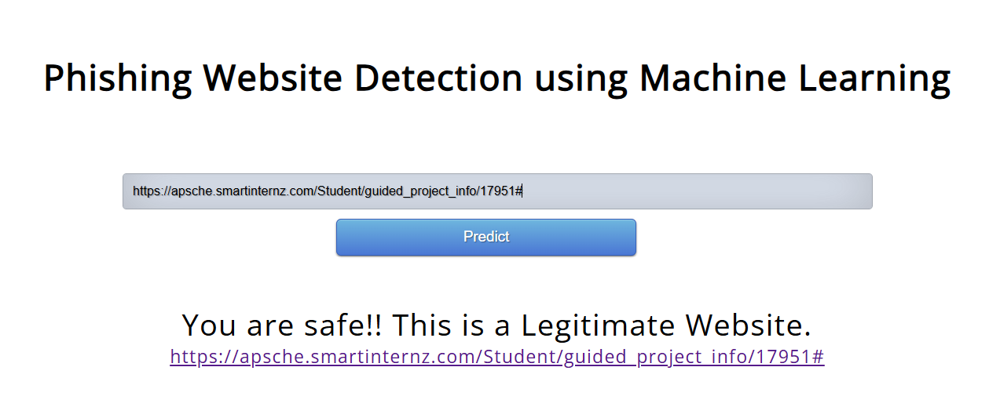 Phishing Website Detection using Machine Learning
https://apsche.smartinternz.com/Student/guided_project_info/17951#
Predict
You are safe!! This is a Legitimate Website.
https://apsche.smartinternz.com/Student/guided_project_info/17951#